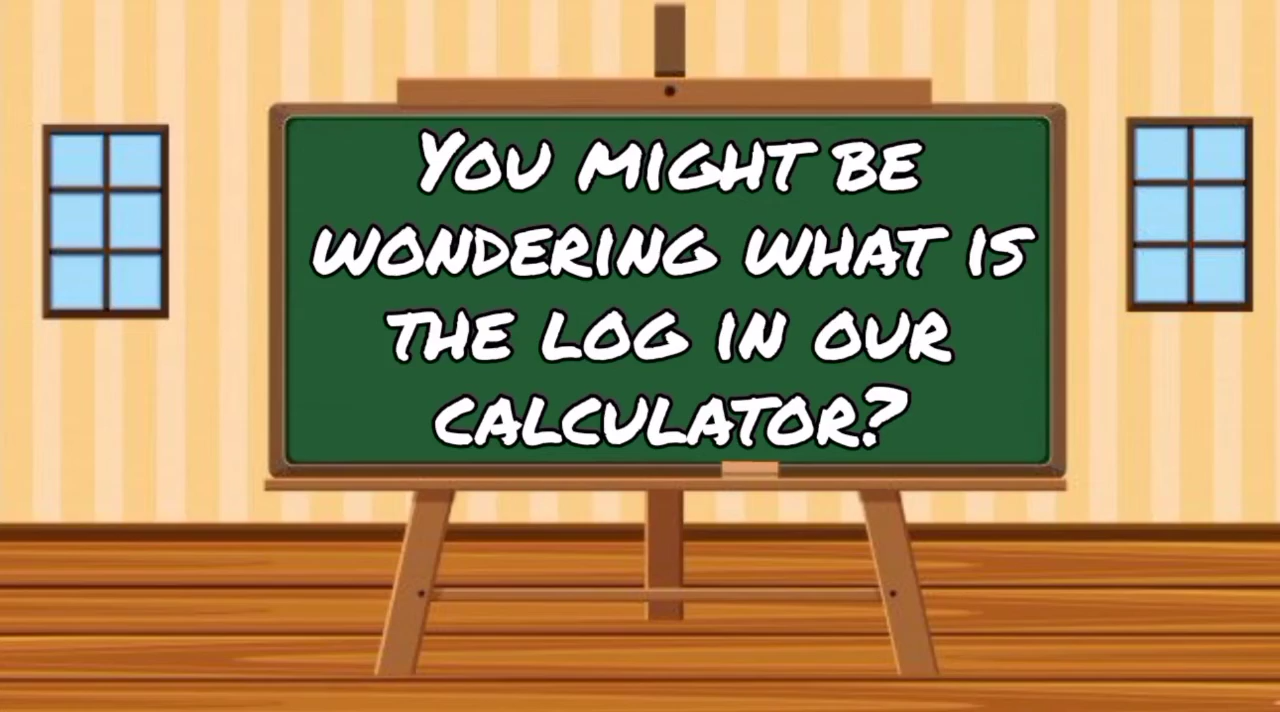 YOU MIGHT BE
WONDERING WHAT IS
THE LOG IN OUR
CALCULATOR?